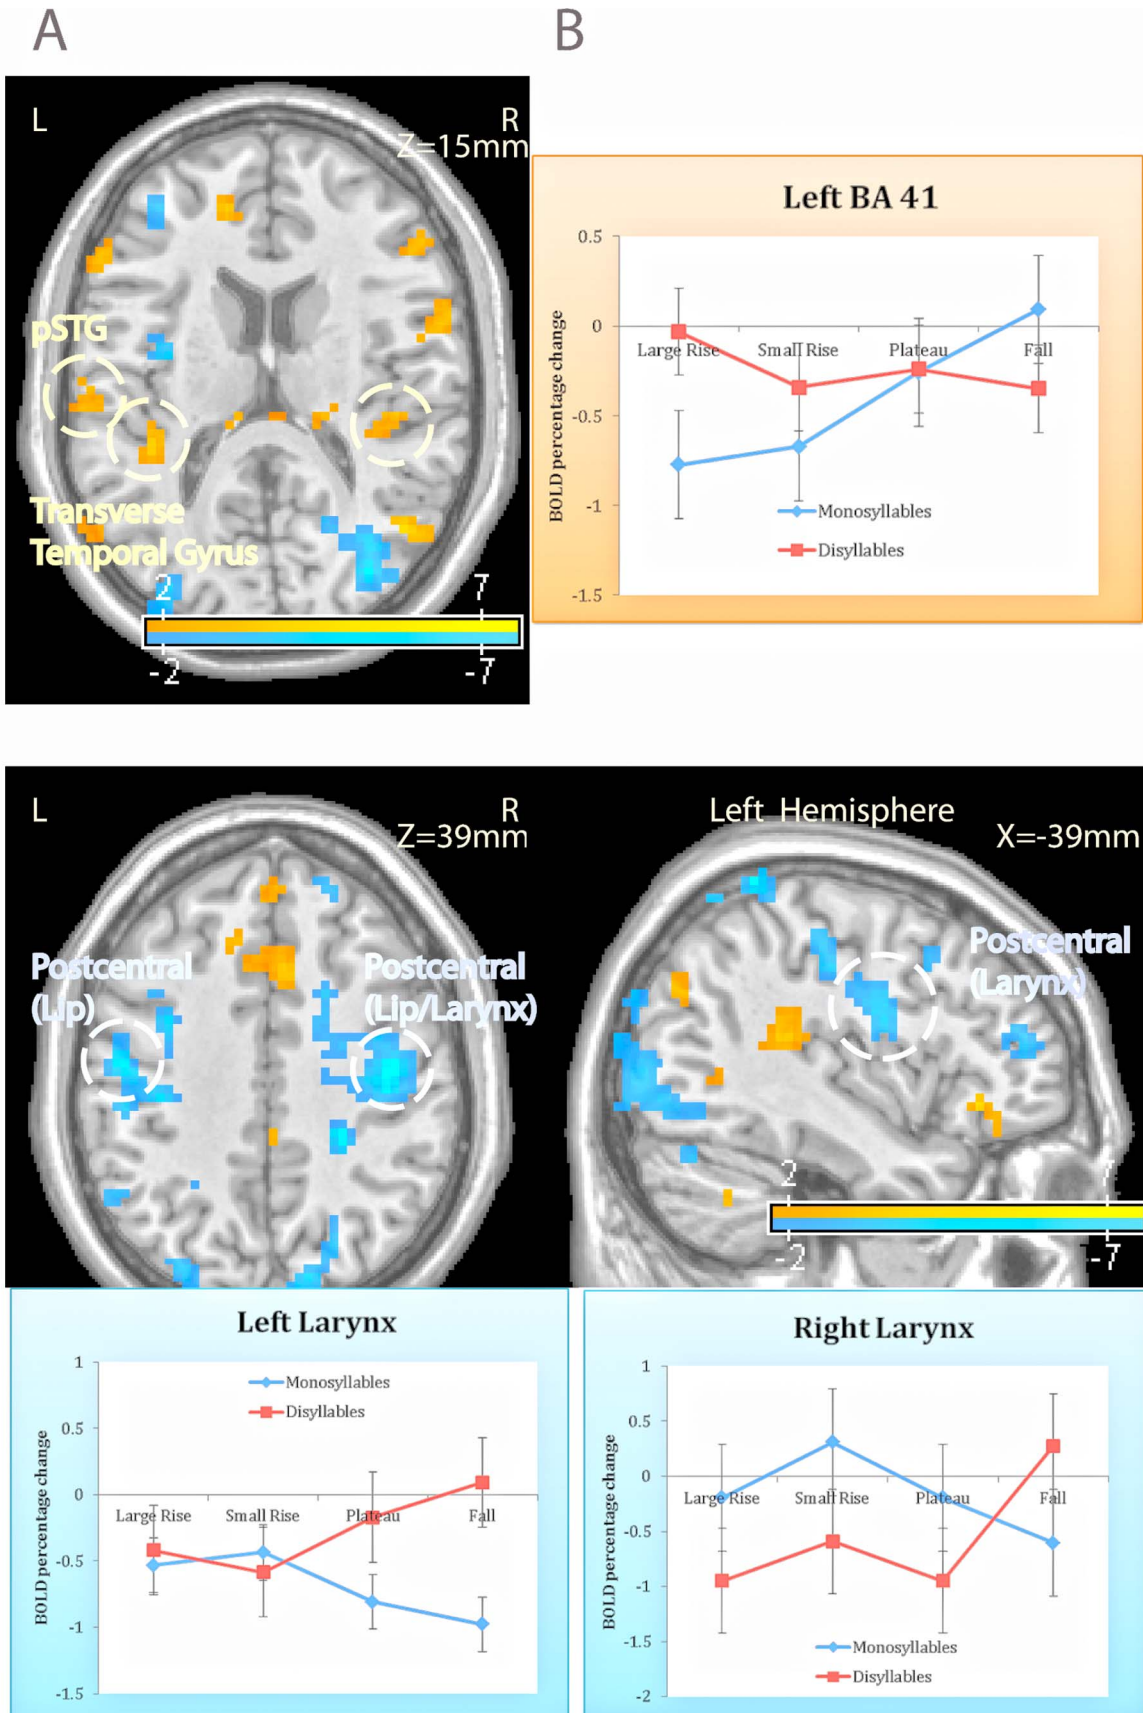 A
B
L
R
Z=15mm
pSTG
Transverse
Temporal Gyrus
2
7
-2
-7
Left BA 41
BOLD percentage change
0.5
0
-0.5
-1
-1.5
Large Rise
Small Rise
Plateau
Fall
Monosyllables
Disyllables
L
R
Z=39mm
Postcentral
(Lip)
Postcentral
(Lip/Larynx)
Left Hemisphere
X=-39mm
Postcentral
(Larynx)
2
7
-2
-7
Left Larynx
BOLD percentage change
1
0.5
0
-0.5
-1
-1.5
Large Rise
Small Rise
Plateau
Fall
Monosyllables
Disyllables
Right Larynx
BOLD percentage change
1
0.5
0
-0.5
-1
-1.5
-2
Large Rise
Small Rise
Plateau
Fall
Monosyllables
Disyllables